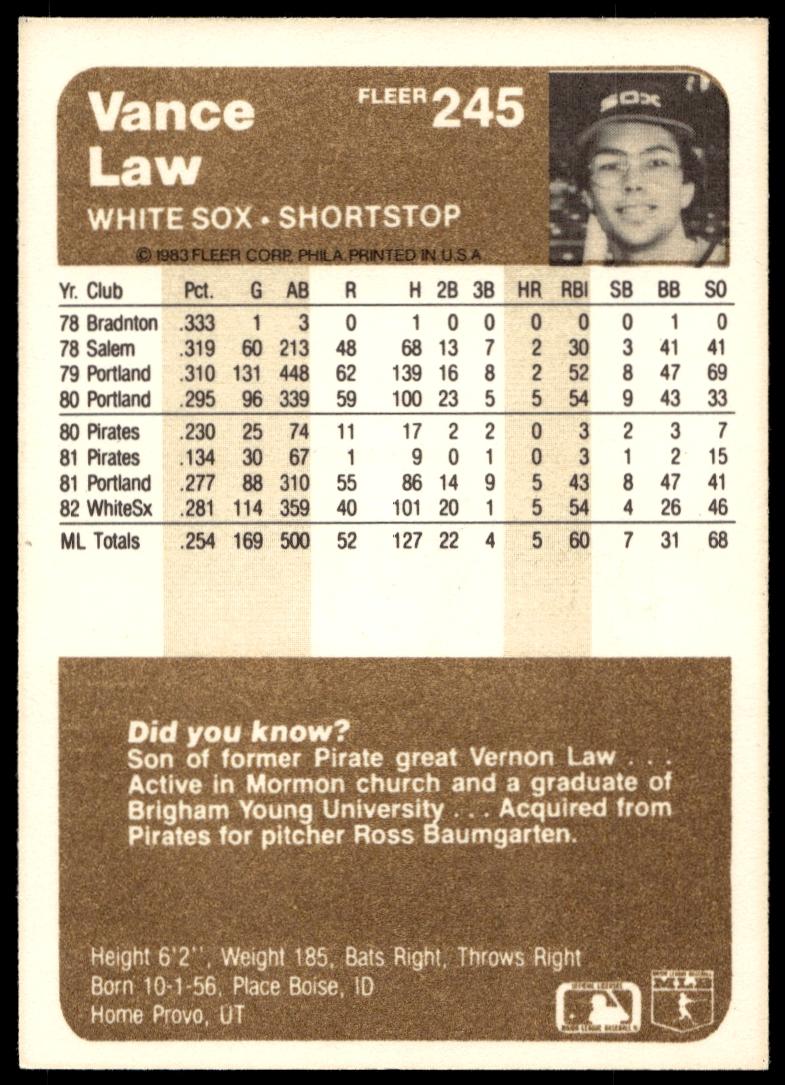 Vance
Law
FLEER 245
SOX
WHITE SOX • SHORTSTOP
© 1983 FLEER CORP. PHILA. PRINTED IN U.S.A
Yr. Club Pct. G AB R H 2B 3B HR RBI SB BB SO
78 Bradnton .333 1 3 0 1 0 0 0 0 0 1 0
78 Salem .319 60 213 48 68 13 7 2 30 3 41 41
79 Portland .310 131 448 62 139 16 8 2 52 8 47 69
80 Portland .295 96 339 59 100 23 5 5 54 9 43 33
80 Pirates .230 25 74 11 17 2 2 0 3 2 3 7
81 Pirates .134 30 67 1 9 0 1 0 3 1 2 15
81 Portland .277 88 310 55 86 14 9 5 43 8 47 41
82 WhiteSx .281 114 359 40 101 20 1 5 54 4 26 46
ML Totals .254 169 500 52 127 22 4 5 60 7 31 68
Did you know?
Son of former Pirate great Vernon Law . . .
Active in Mormon church and a graduate of
Brigham Young University . . . Acquired from
Pirates for pitcher Ross Baumgarten.
Height 6'2'', Weight 185, Bats Right, Throws Right
Born 10-1-56, Place Boise, ID
Home Provo, UT
MAJOR LEAGUE BASEBALL
MLB